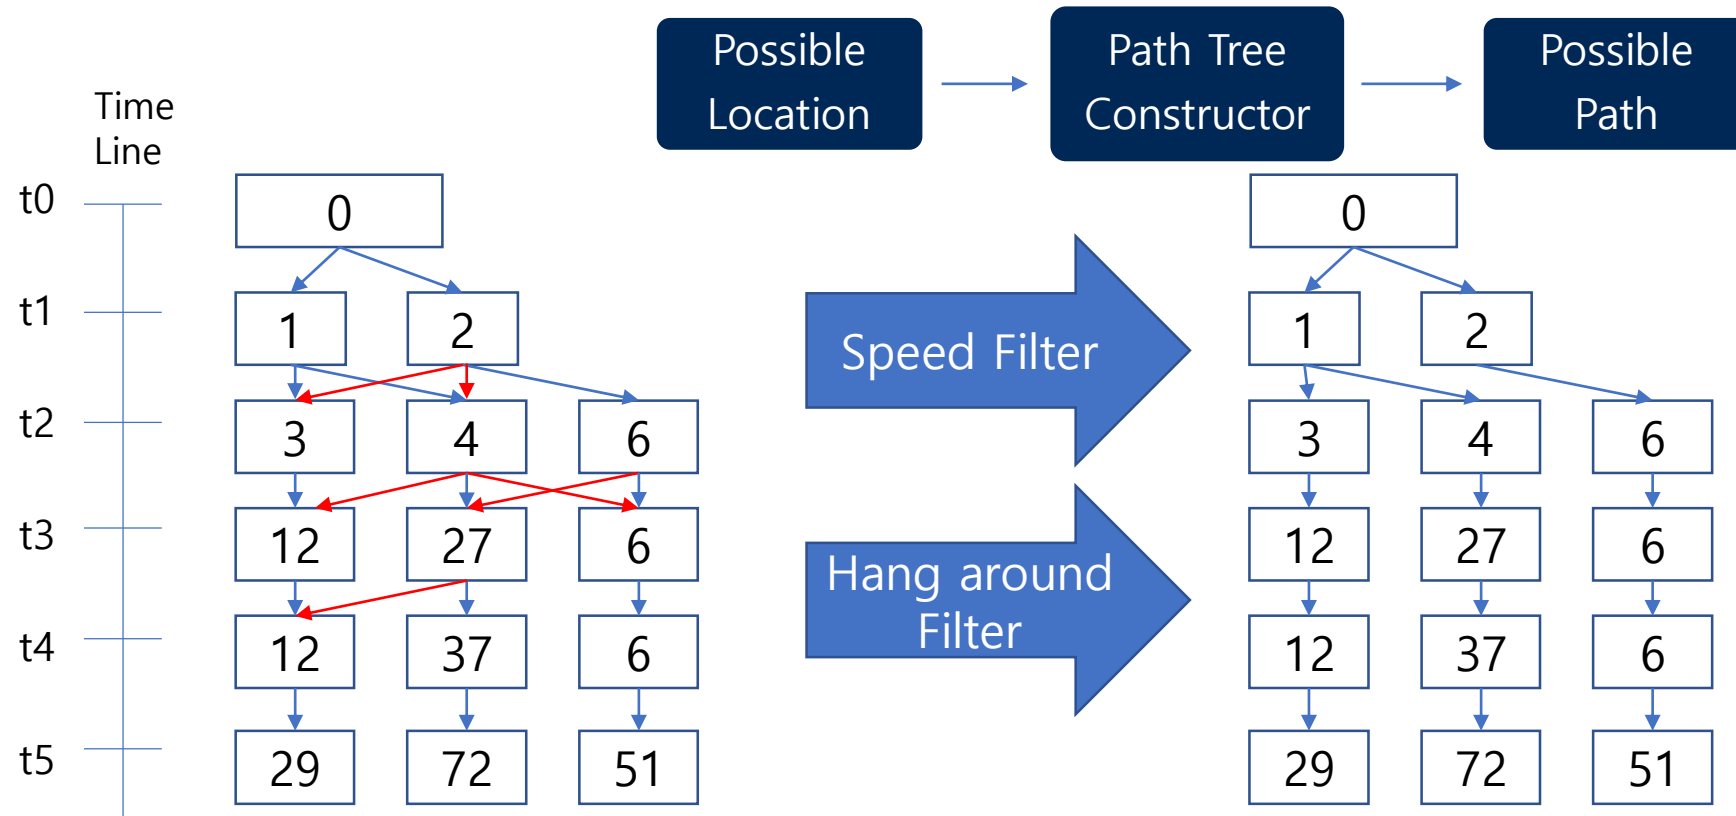 Possible
Location
Path Tree
Constructor
Possible
Path
Time
Line
t0
0
0
t1
1
2
Speed Filter
1
2
t2
3
4
6
3
4
6
t3
12
27
6
Hang around
Filter
12
27
6
t4
12
37
6
12
37
6
t5
29
72
51
29
72
51